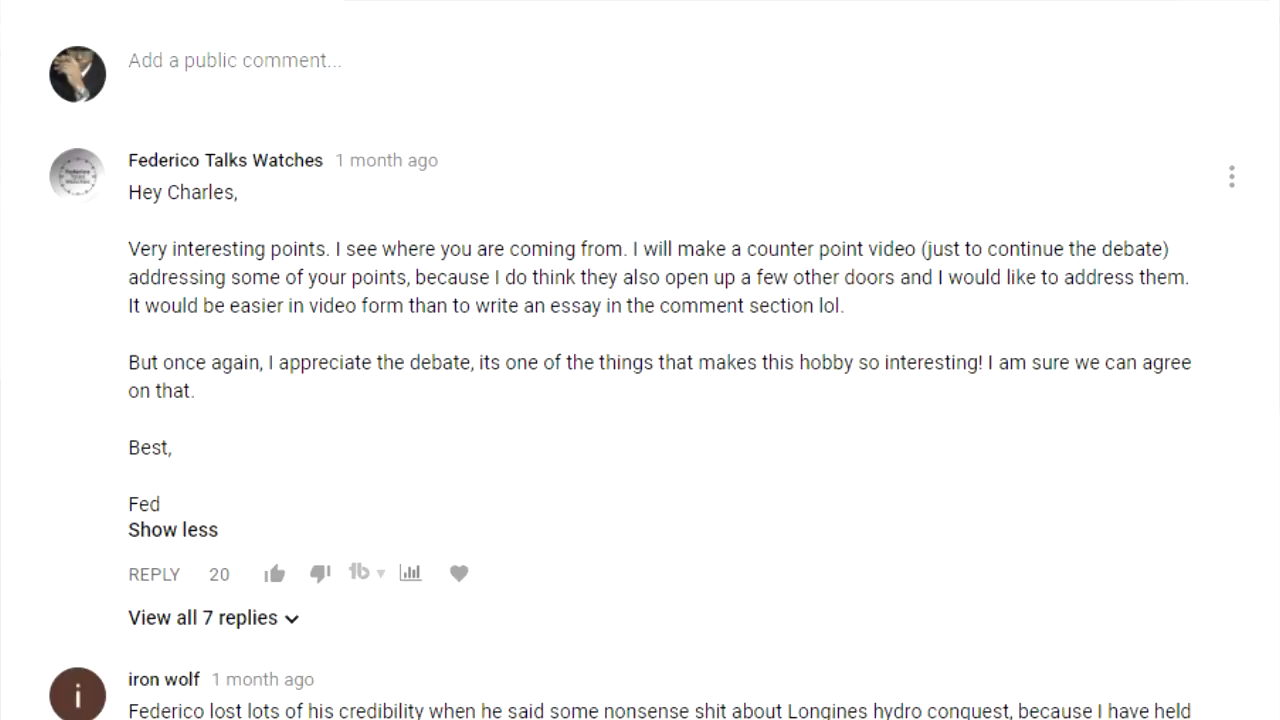 Add a public comment...
Federico Talks Watches 1 month ago
Hey Charles,
Very interesting points. I see where you are coming from. I will make a counter point video (just to continue the debate)
addressing some of your points, because I do think they also open up a few other doors and I would like to address them.
It would be easier in video form than to write an essay in the comment section lol.
But once again, I appreciate the debate, its one of the things that makes this hobby so interesting! I am sure we can agree
on that.
Best,
Fed
Show less
REPLY 20
View all 7 replies
i
iron wolf 1 month ago
Federico lost lots of his credibility when he said some nonsense shit about Longines hydro conquest, because I have held